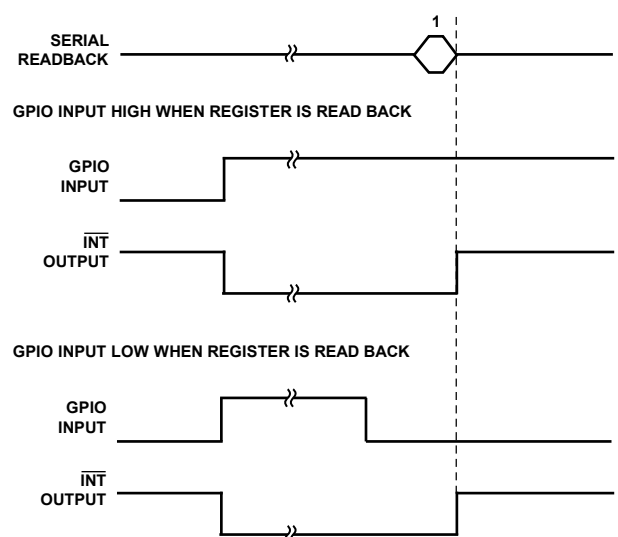 1
SERIAL
READBACK
GPIO INPUT HIGH WHEN REGISTER IS READ BACK
GPIO
INPUT
INT
OUTPUT
GPIO INPUT LOW WHEN REGISTER IS READ BACK
GPIO
INPUT
INT
OUTPUT